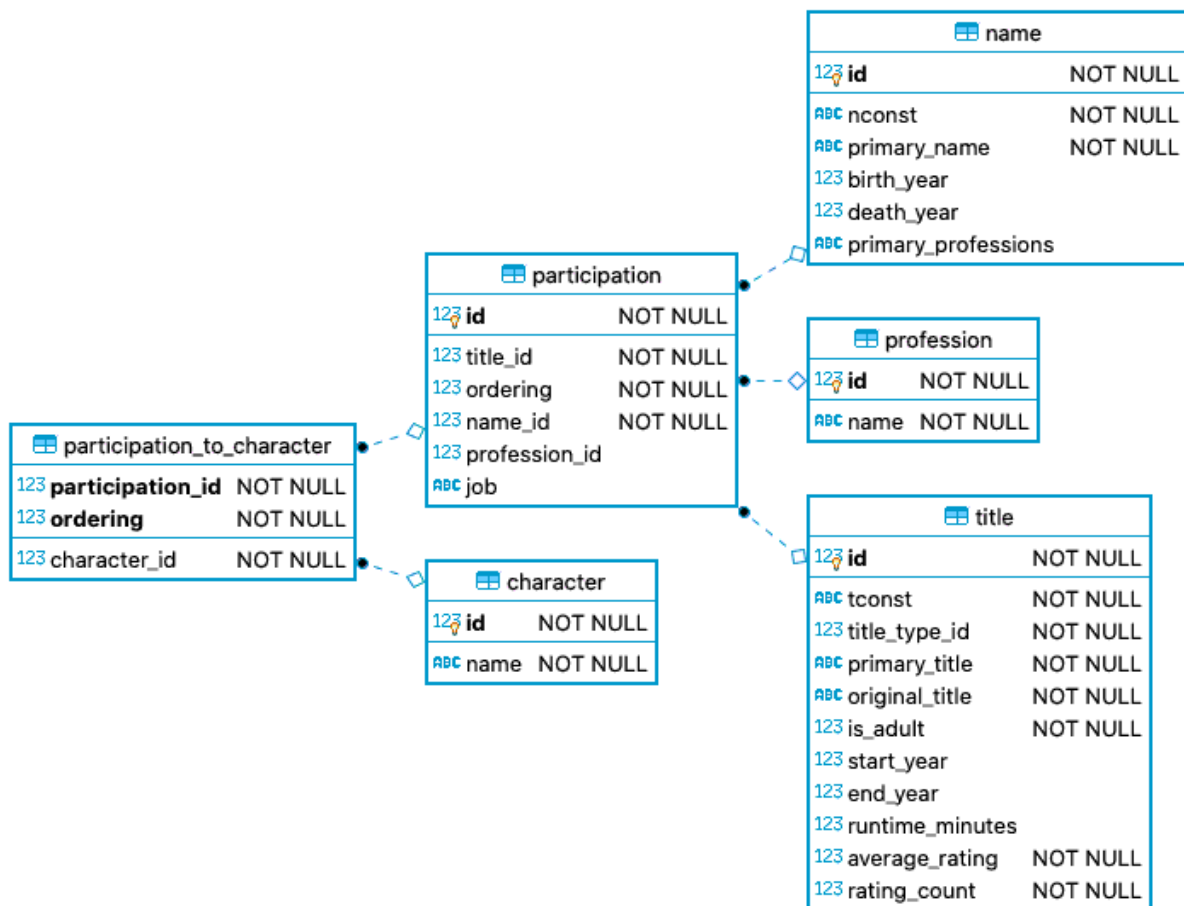 name
123 id NOT NULL
ABC nconst NOT NULL
ABC primary_name NOT NULL
123 birth_year
123 death_year
ABC primary_professions
participation
123 id NOT NULL
123 title_id NOT NULL
123 ordering NOT NULL
123 name_id NOT NULL
123 profession_id
ABC job
profession
123 id NOT NULL
ABC name NOT NULL
participation_to_character
123 participation_id NOT NULL
123 ordering NOT NULL
123 character_id NOT NULL
character
123 id NOT NULL
ABC name NOT NULL
title
123 id NOT NULL
ABC tconst NOT NULL
123 title_type_id NOT NULL
ABC primary_title NOT NULL
ABC original_title NOT NULL
123 is_adult NOT NULL
123 start_year
123 end_year
123 runtime_minutes
123 average_rating NOT NULL
123 rating_count NOT NULL